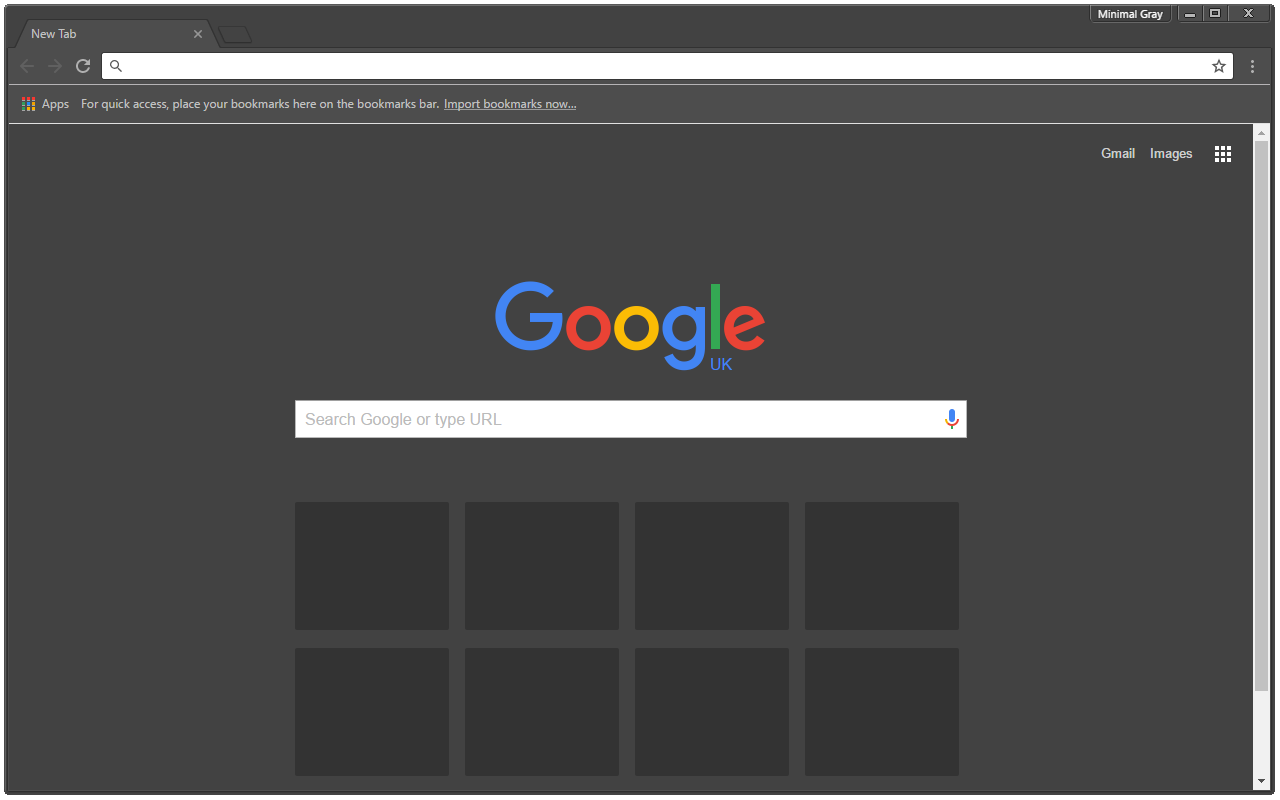 Minimal Gray
New Tab
Apps For quick access, place your bookmarks here on the bookmarks bar. Import bookmarks now...
Gmail Images
Google
UK
Search Google or type URL